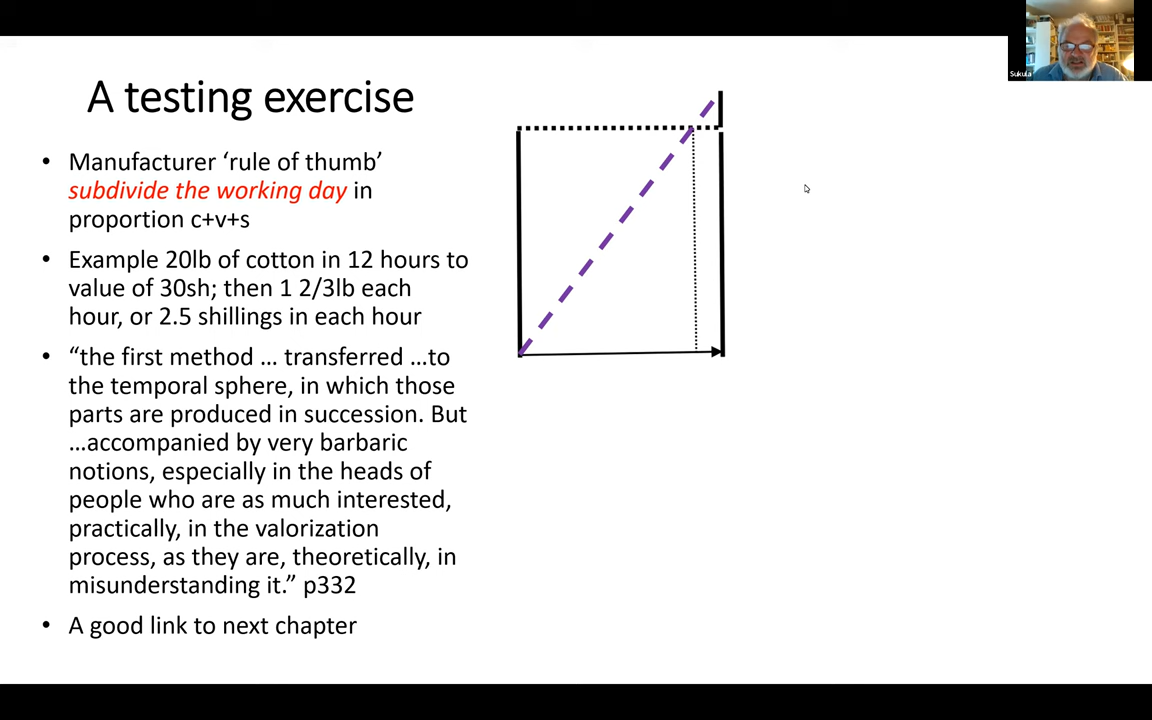 A testing exercise
• Manufacturer ‘rule of thumb’
subdivide the working day in
proportion c+v+s
• Example 20lb of cotton in 12 hours to
value of 30sh; then 1 2/3lb each
hour, or 2.5 shillings in each hour
• “the first method … transferred …to
the temporal sphere, in which those
parts are produced in succession. But
…accompanied by very barbaric
notions, especially in the heads of
people who are as much interested,
practically, in the valorization
process, as they are, theoretically, in
misunderstanding it.” p332
• A good link to next chapter
Sukula